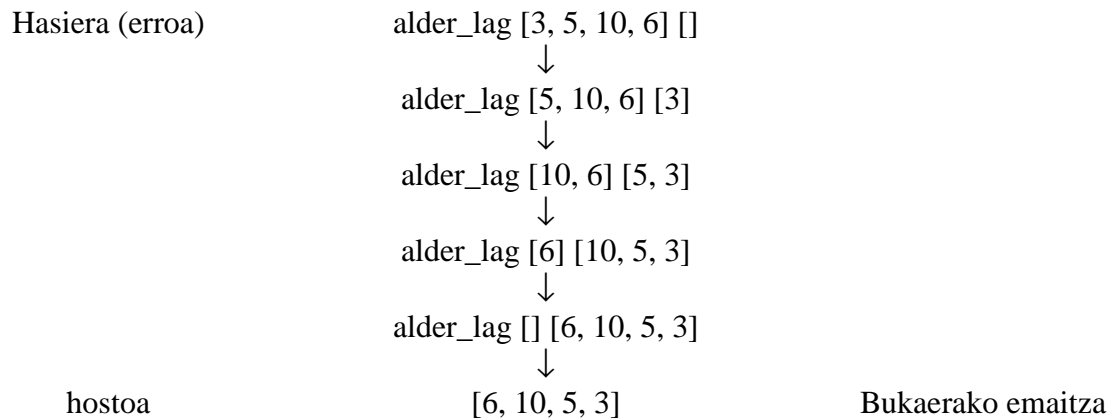 Hasiera (erroa) alder_lag [3, 5, 10, 6] []
↓
alder_lag [5, 10, 6] [3]
↓
alder_lag [10, 6] [5, 3]
↓
alder_lag [6] [10, 5, 3]
↓
alder_lag [] [6, 10, 5, 3]
↓
hostoa [6, 10, 5, 3] Bukaerako emaitza